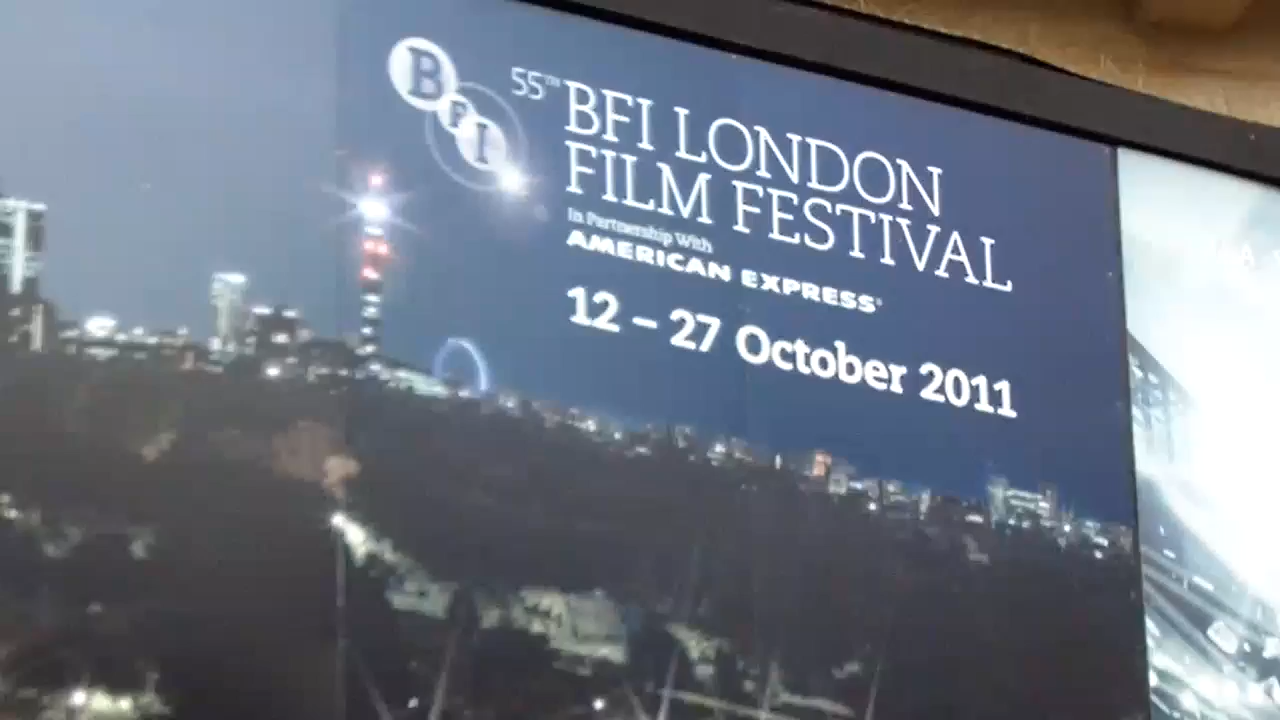 BFI
55TH BFI LONDON
FILM FESTIVAL
In Partnership With
AMERICAN EXPRESS®
12 – 27 October 2011